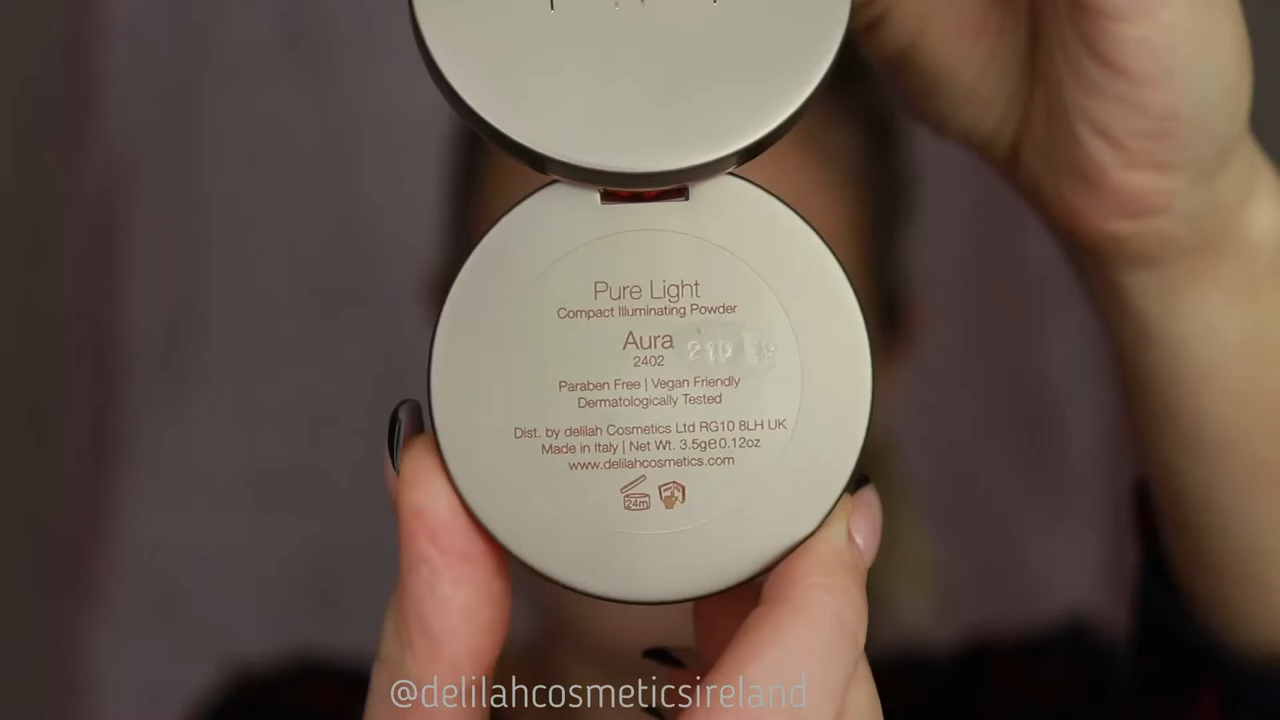 Pure Light
Compact Illuminating Powder
Aura
2402
Paraben Free | Vegan Friendly
Dermatologically Tested
Dist. by delilah Cosmetics Ltd RG10 8LH UK
Made in Italy | Net Wt. 3.5g℮0.12oz
www.delilahcosmetics.com
24m
@delilahcosmeticsireland